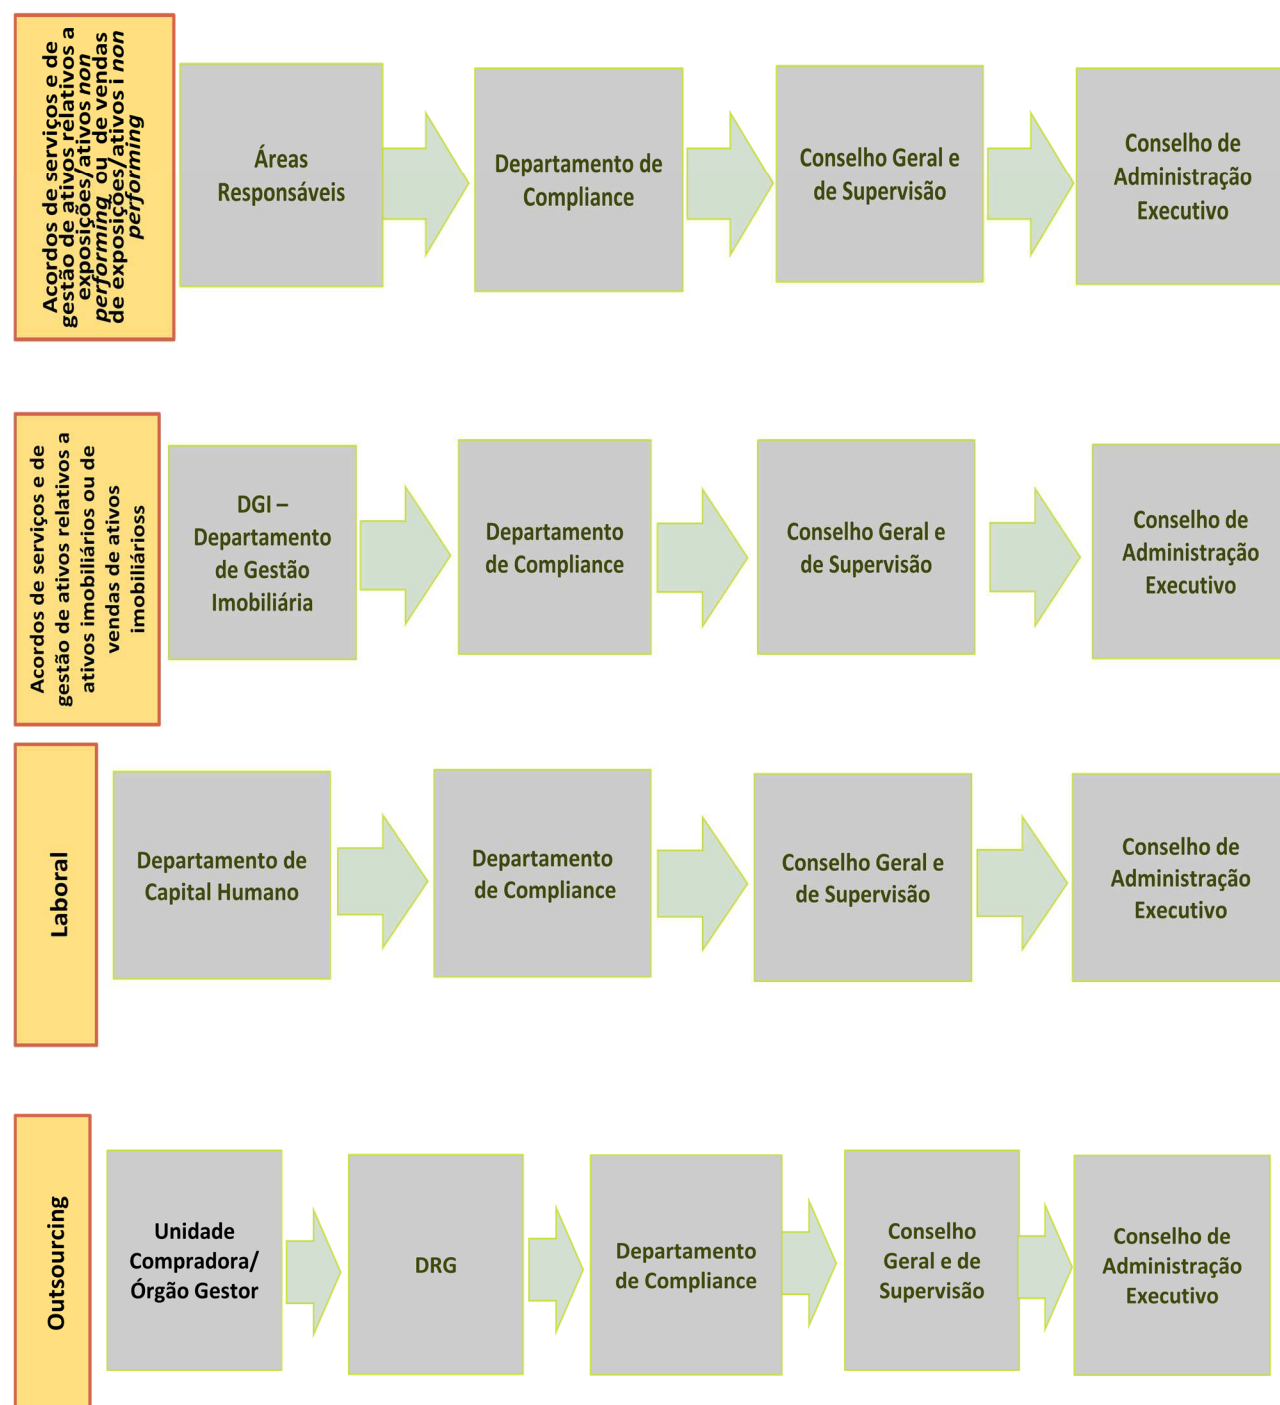 Acordos de serviços e de
gestão de ativos relativos a
exposições/ativos non
performing ou de vendas
de exposições/ativos i non
performing
Áreas
Responsáveis
Departamento de
Compliance
Conselho Geral e
de Supervisão
Conselho de
Administração
Executivo
Acordos de serviços e de
gestão de ativos relativos a
ativos imobiliários ou de
vendas de ativos
imobiliárioss
DGI –
Departamento
de Gestão
Imobiliária
Departamento
de Compliance
Conselho Geral e
de Supervisão
Conselho de
Administração
Executivo
Laboral
Departamento de
Capital Humano
Departamento
de Compliance
Conselho Geral e
de Supervisão
Conselho de
Administração
Executivo
Outsourcing
Unidade
Compradora/
Órgão Gestor
DRG
Departamento
de Compliance
Conselho
Geral e de
Supervisão
Conselho de
Administração
Executivo